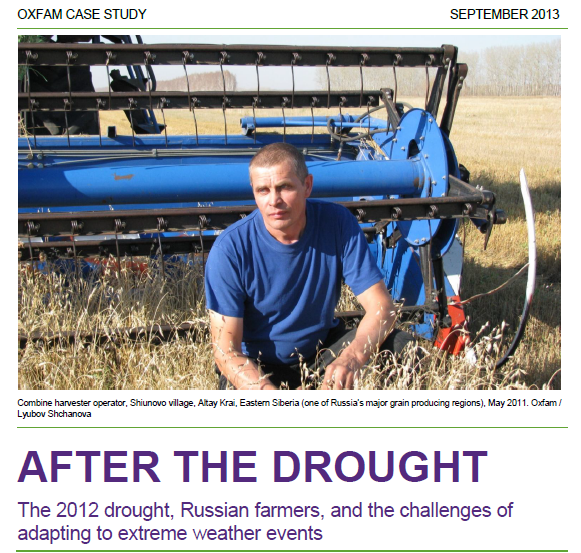 OXFAM CASE STUDY SEPTEMBER 2013
Combine harvester operator, Shiunovo village, Altay Krai, Eastern Siberia (one of Russia's major grain producing regions), May 2011. Oxfam /
Lyubov Shchanova
AFTER THE DROUGHT
The 2012 drought, Russian farmers, and the challenges of
adapting to extreme weather events